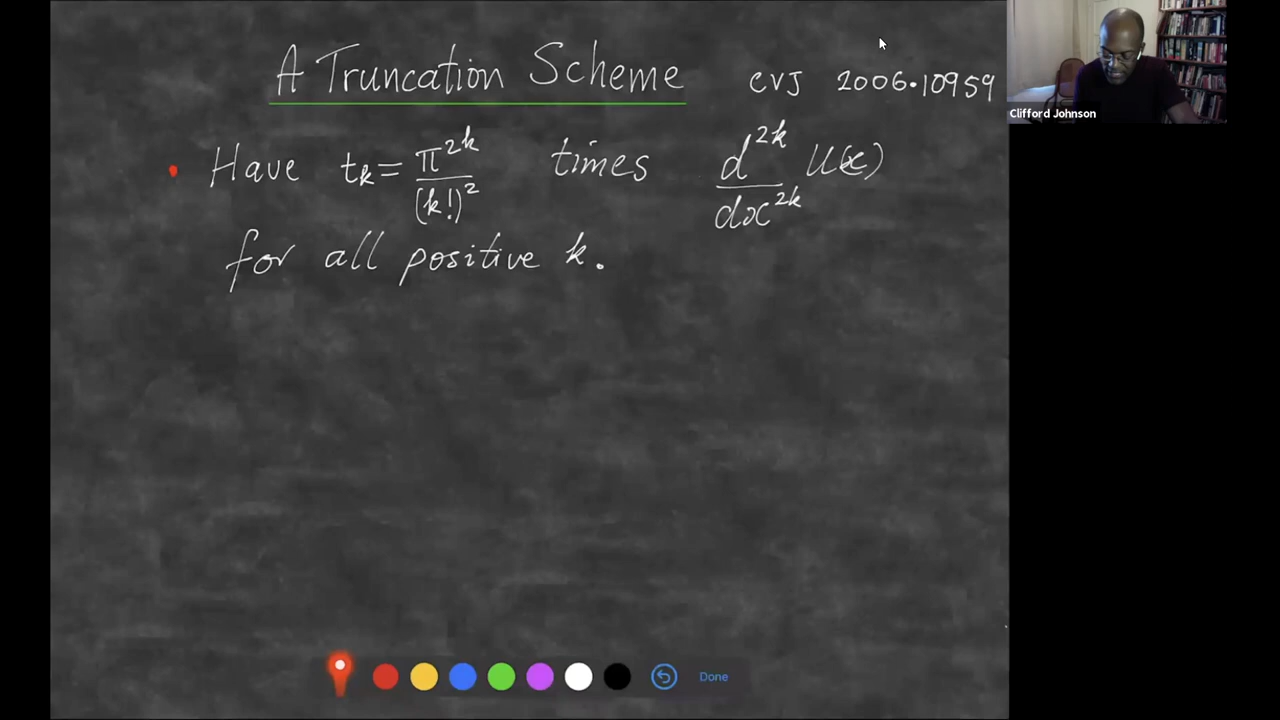 A Truncation Scheme CVJ 2006.10959
Have t_k = π^{2k}/(k!)^2 times d^{2k}/dx^{2k} U(x)
for all positive k.
Clifford Johnson
Done